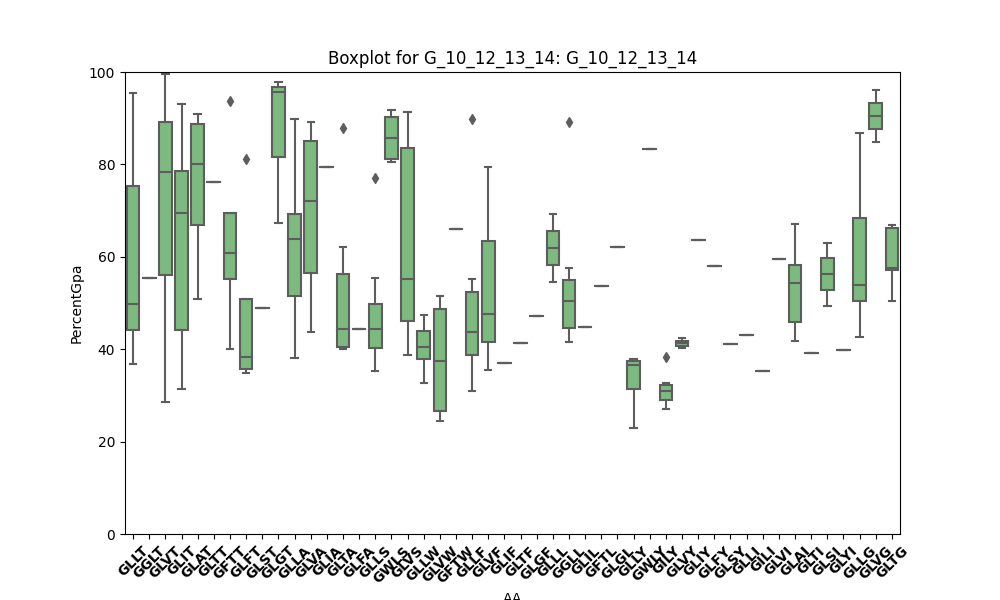 Boxplot for G_10_12_13_14: G_10_12_13_14
PercentGpa
100
80
60
40
20
0
GLLT
GGLT
GLVT
GLIT
GLAT
GLTT
GFTT
GLFT
GLST
GLGT
GLLA
GLVA
GLIA
GLTA
GLFA
GLLS
GWLS
GLVS
GLLW
GLVW
GFTW
GLLF
GLVF
GLIF
GLTF
GLGF
GLLL
GGLL
GLIL
GFTL
GLGL
GLLY
GWLY
GILY
GLVY
GLIY
GLFY
GLSY
GLLI
GILI
GLVI
GLAI
GLTI
GLSI
GLYI
GLLG
GLVG
GLTG
AA